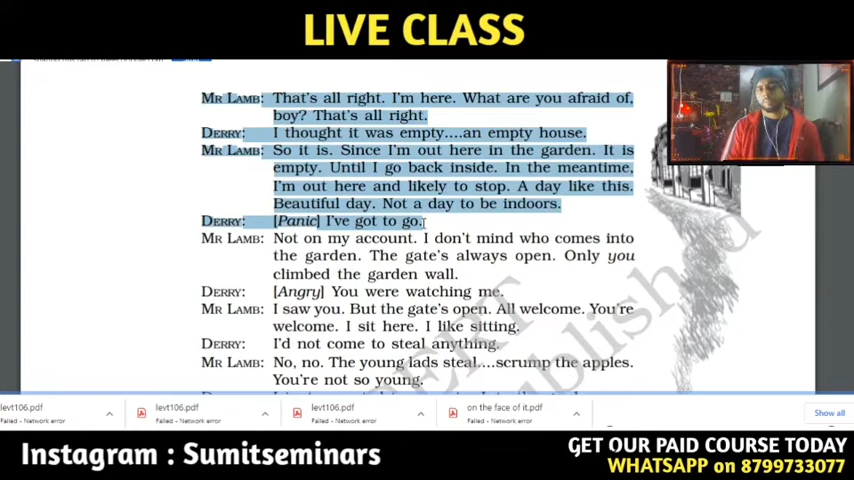 LIVE CLASS
MR LAMB: That's all right. I'm here. What are you afraid of,
boy? That's all right.
DERRY: I thought it was empty....an empty house.
MR LAMB: So it is. Since I'm out here in the garden. It is
empty. Until I go back inside. In the meantime,
I'm out here and likely to stop. A day like this.
Beautiful day. Not a day to be indoors.
DERRY: [Panic] I've got to go.
MR LAMB: Not on my account. I don't mind who comes into
the garden. The gate's always open. Only you
climbed the garden wall.
DERRY: [Angry] You were watching me.
MR LAMB: I saw you. But the gate's open. All welcome. You're
welcome. I sit here. I like sitting.
DERRY: I'd not come to steal anything.
MR LAMB: No, no. The young lads steal....scrump the apples.
You're not so young.
levt106.pdf
Failed - Network error
levt106.pdf
Failed - Network error
levt106.pdf
Failed - Network error
on the face of it.pdf
Failed - Network error
Show all
Instagram : Sumitseminars
GET OUR PAID COURSE TODAY
WHATSAPP on 8799733077